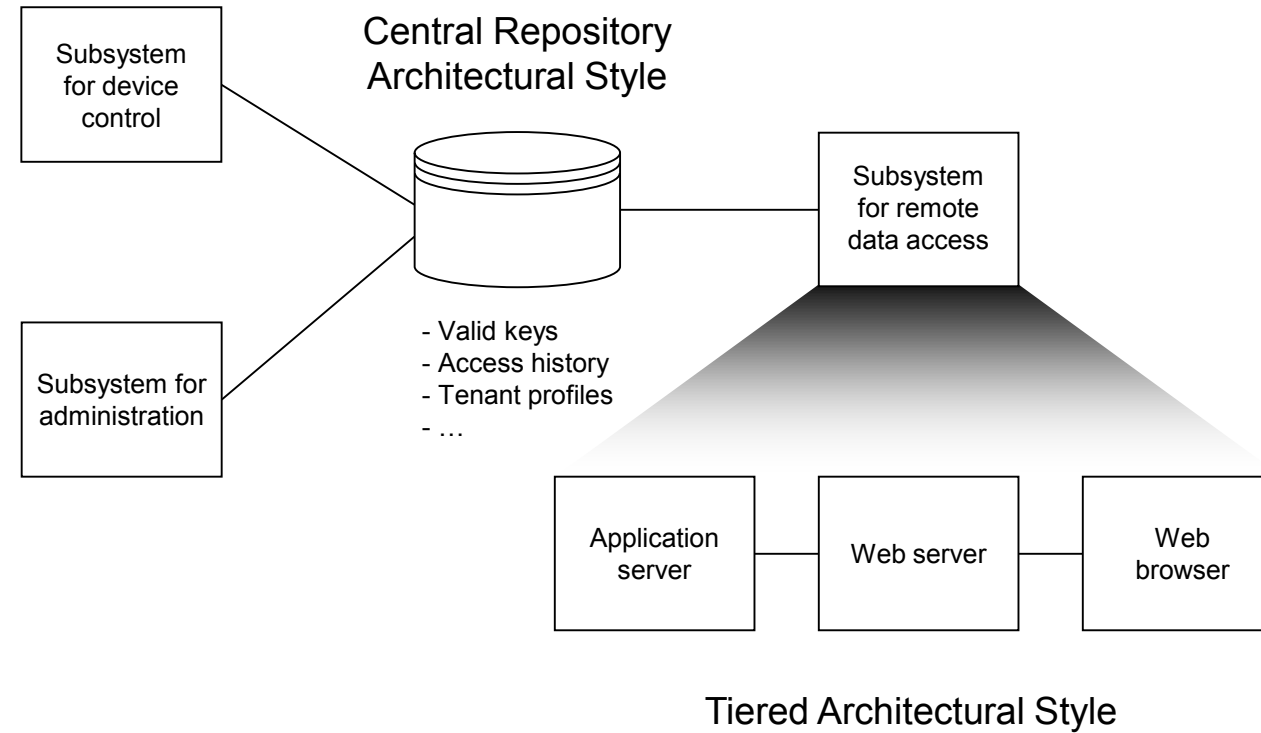 Central Repository
Architectural Style
Subsystem
for device
control
Subsystem
for remote
data access
- Valid keys
- Access history
- Tenant profiles
- …
Subsystem for
administration
Application
server
Web server
Web
browser
Tiered Architectural Style